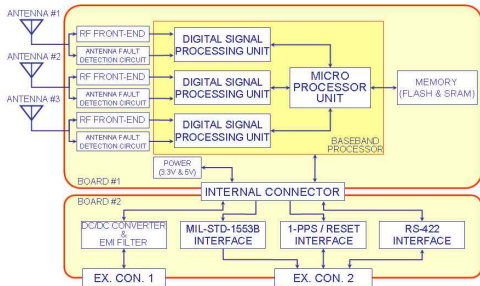 ANTENNA #1
RF FRONT-END
ANTENNA FAULT
DETECTION CIRCUIT
DIGITAL SIGNAL
PROCESSING UNIT
ANTENNA #2
RF FRONT-END
ANTENNA FAULT
DETECTION CIRCUIT
DIGITAL SIGNAL
PROCESSING UNIT
MICRO
PROCESSOR
UNIT
MEMORY
(FLASH & SRAM)
ANTENNA #3
RF FRONT-END
ANTENNA FAULT
DETECTION CIRCUIT
DIGITAL SIGNAL
PROCESSING UNIT
BASEBAND
PROCESSOR
POWER
(3.3V & 5V)
BOARD #1
INTERNAL CONNECTOR
BOARD #2
DC/DC CONVERTER
&
EMI FILTER
MIL-STD-1553B
INTERFACE
1-PPS / RESET
INTERFACE
RS-422
INTERFACE
EX. CON. 1
EX. CON. 2